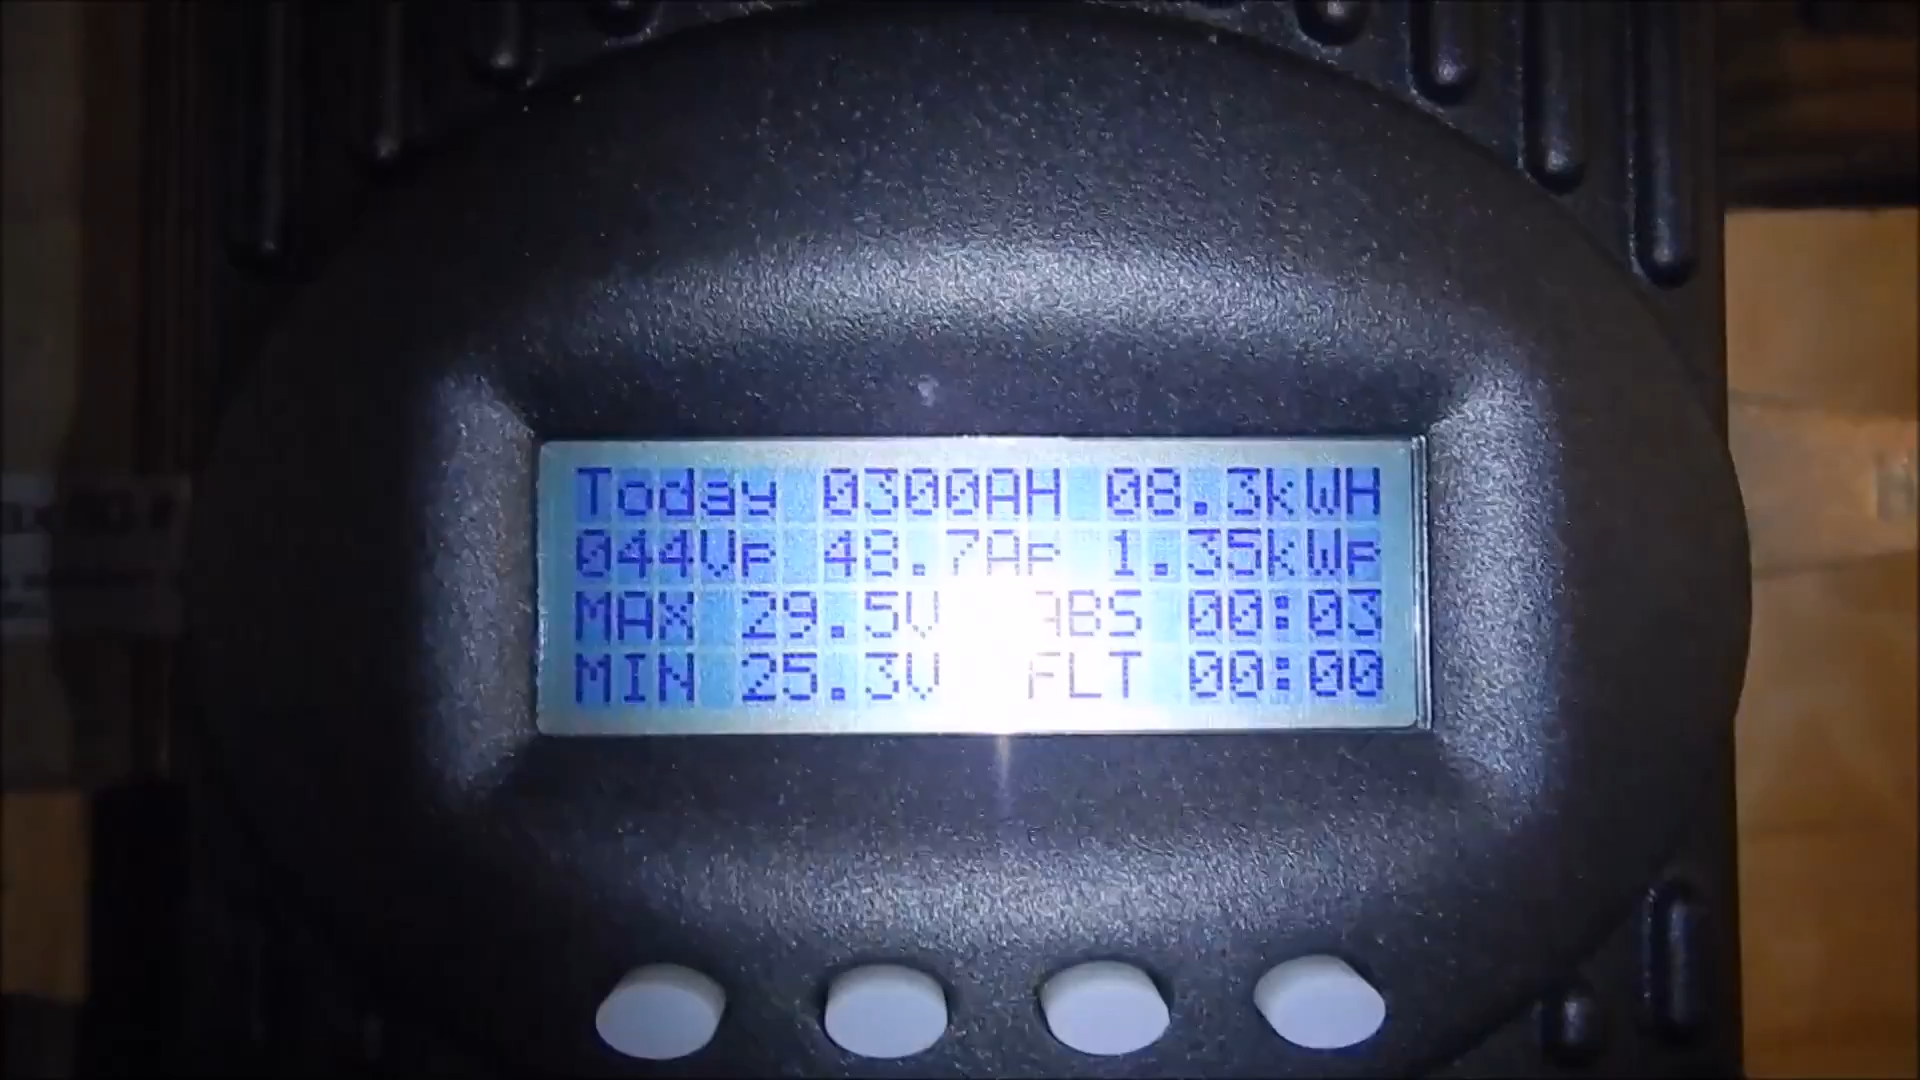 Today 0300AH 08.3kWH
044Vp 48.7Ap 1.35kWp
MAX 29.5V ABS 00:03
MIN 25.3V FLT 00:00